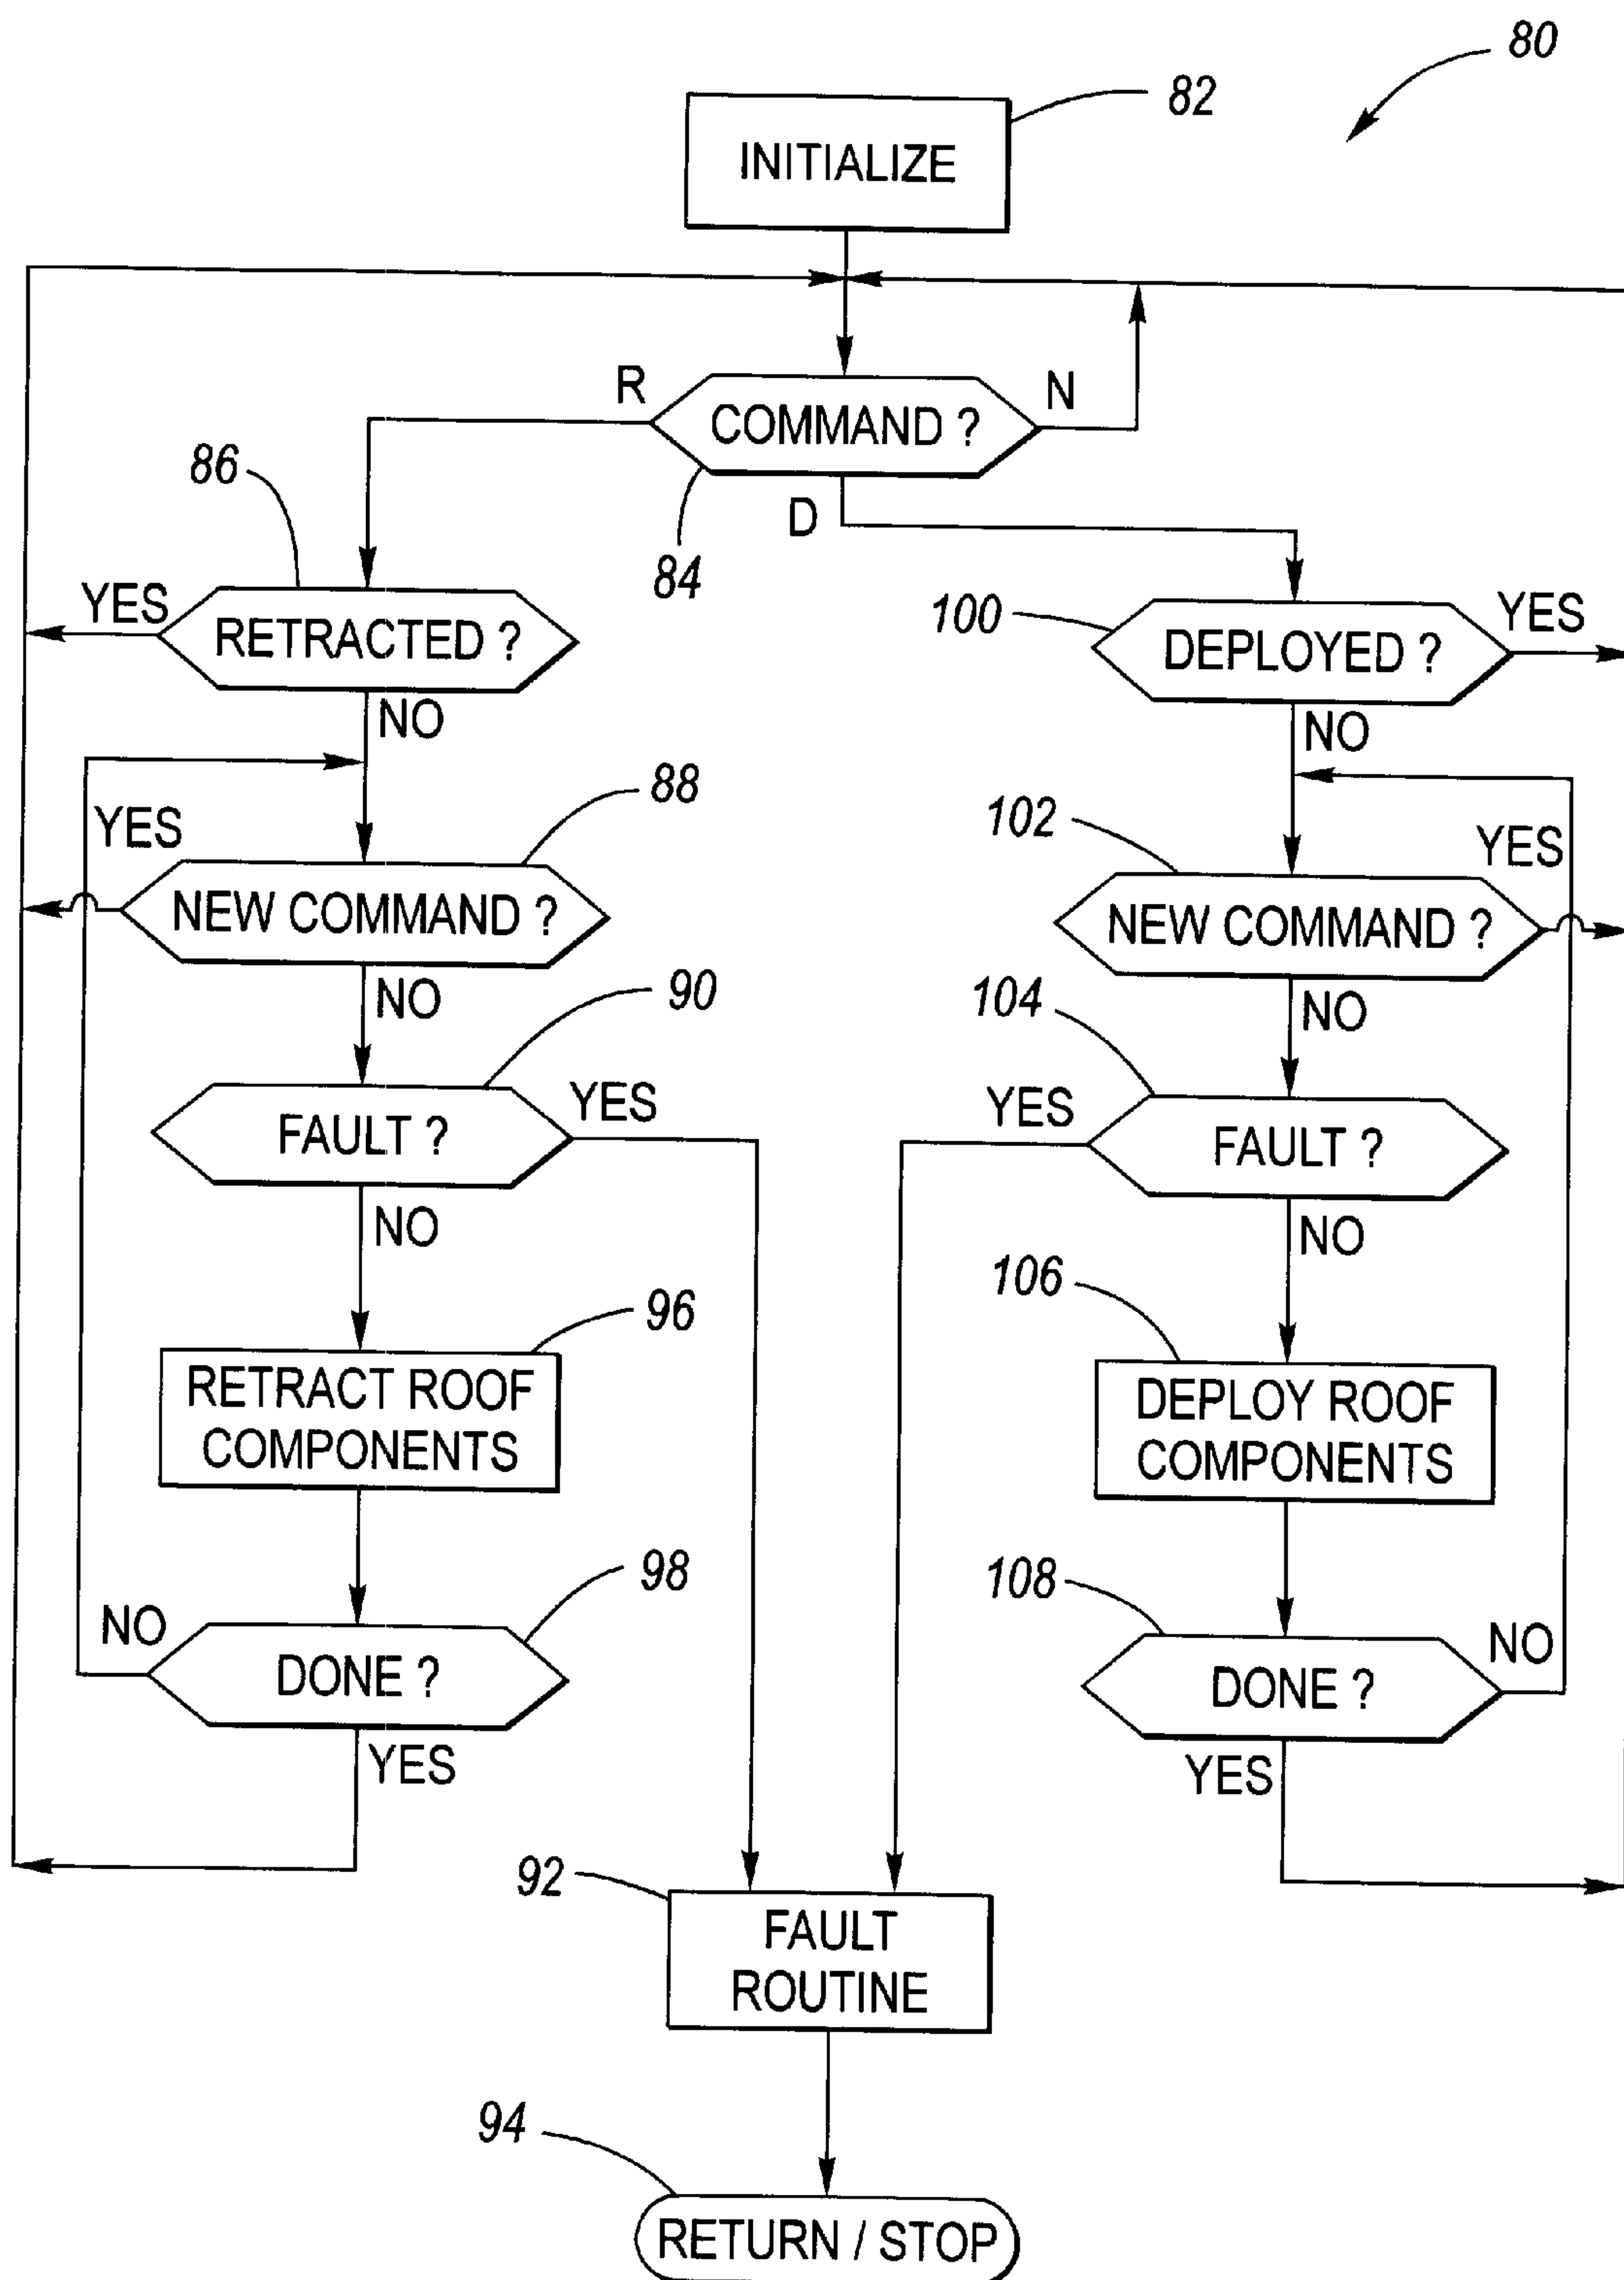 80
82
INITIALIZE
R
COMMAND ?
N
84
D
86
YES
RETRACTED ?
NO
100
DEPLOYED ?
YES
NO
88
YES
NEW COMMAND ?
NO
102
YES
NEW COMMAND ?
NO
90
FAULT ?
YES
NO
104
YES
FAULT ?
NO
96
RETRACT ROOF
COMPONENTS
106
DEPLOY ROOF
COMPONENTS
98
NO
DONE ?
YES
108
DONE ?
NO
YES
92
FAULT
ROUTINE
94
RETURN / STOP